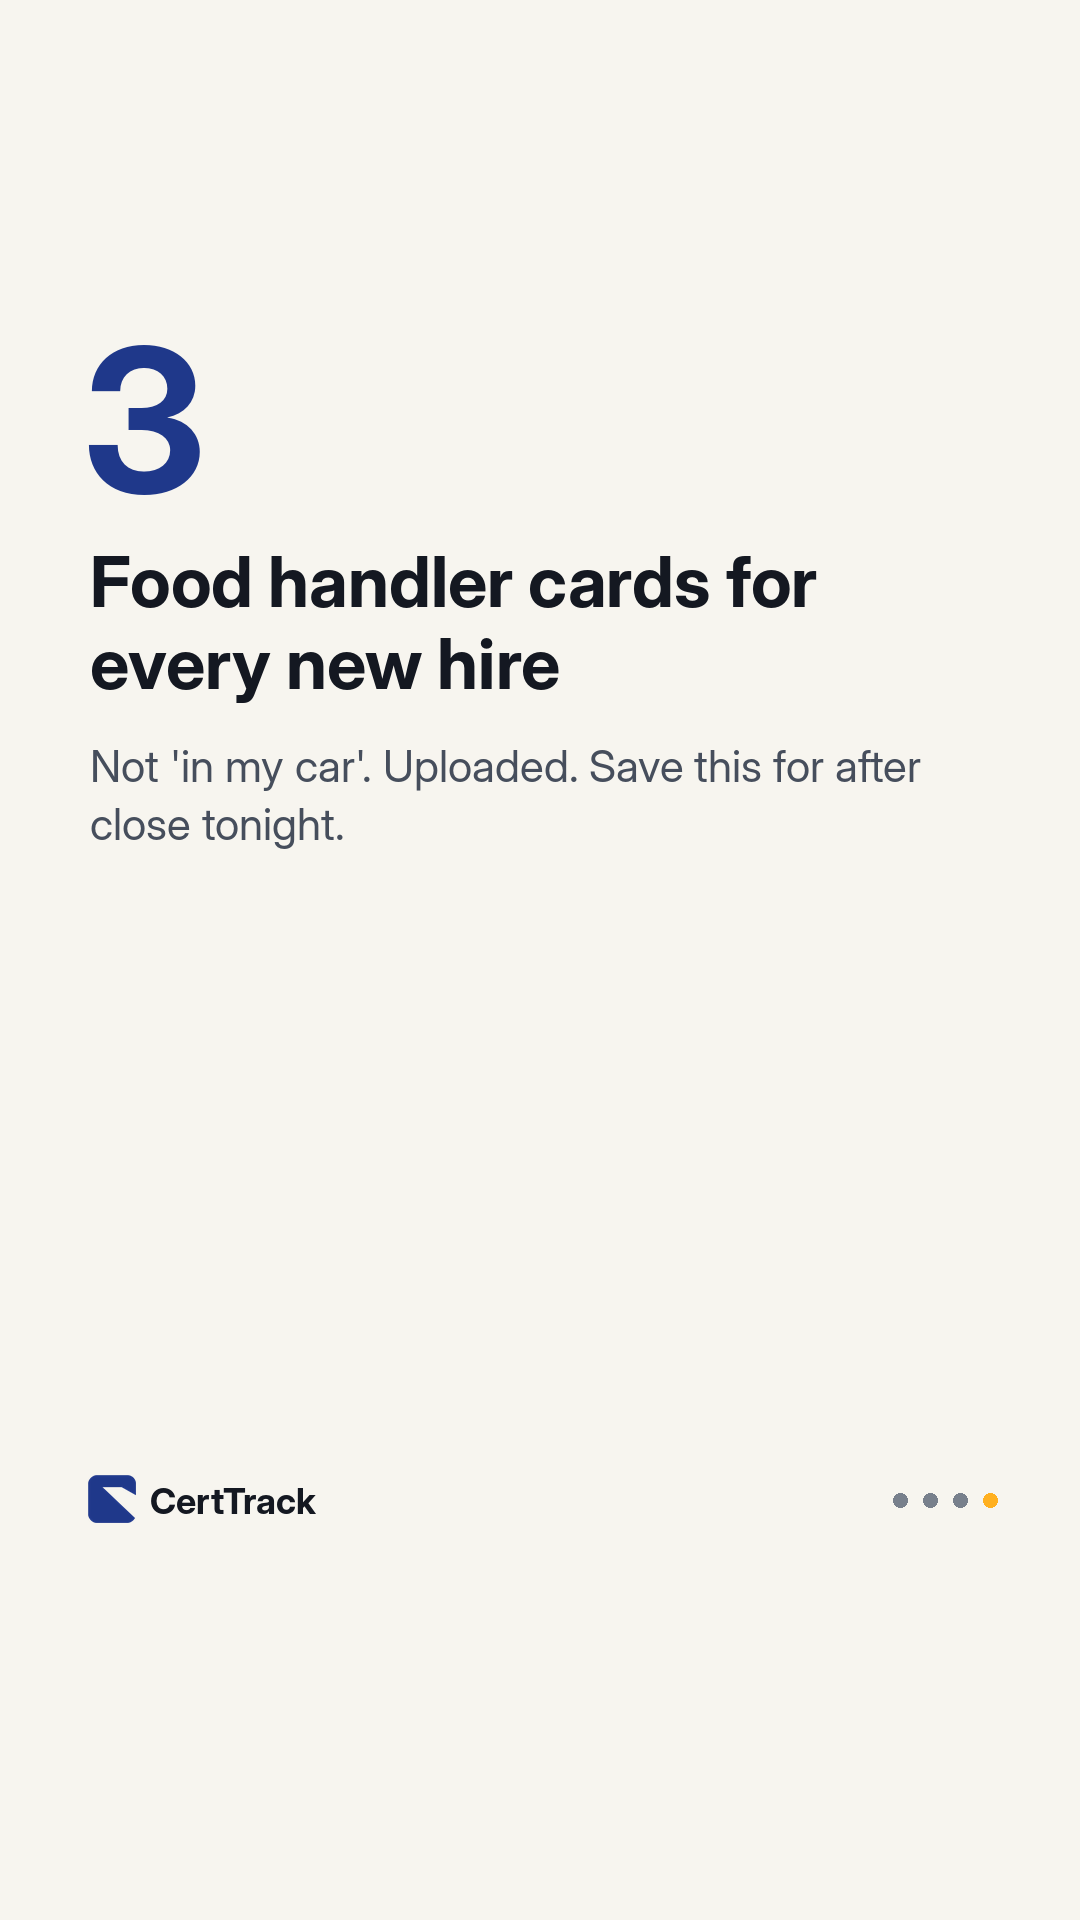 3
Food handler cards for
every new hire
Not 'in my car'. Uploaded. Save this for after
close tonight.
CertTrack